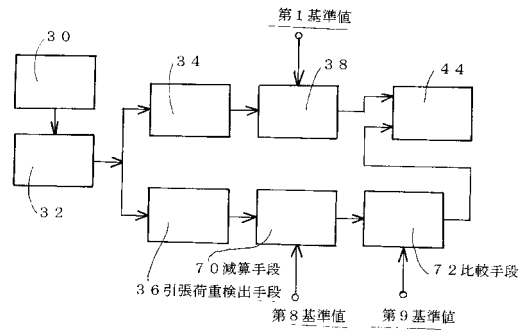 第１基準値
３０
３４
３８
４４
３２
７０減算手段
３６引張荷重検出手段
７２比較手段
第８基準値
第９基準値